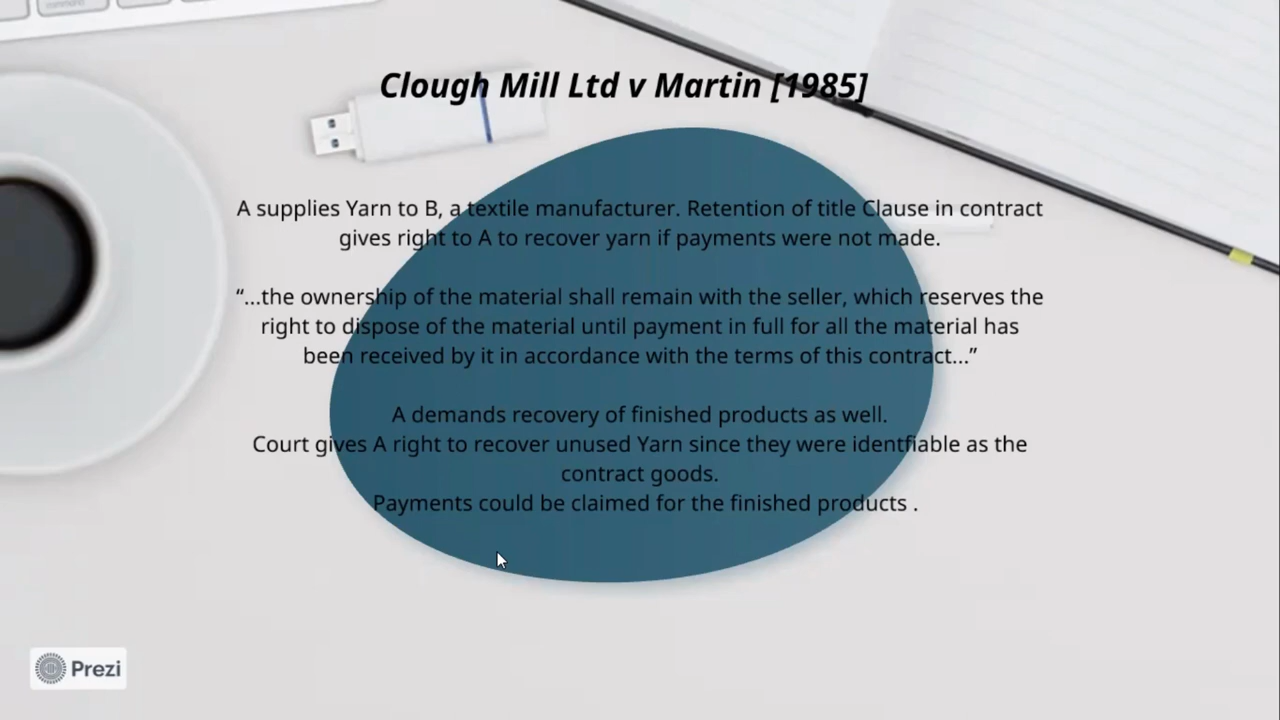 command
Clough Mill Ltd v Martin [1985]
A supplies Yarn to B, a textile manufacturer. Retention of title Clause in contract
gives right to A to recover yarn if payments were not made.
“...the ownership of the material shall remain with the seller, which reserves the
right to dispose of the material until payment in full for all the material has
been received by it in accordance with the terms of this contract...”
A demands recovery of finished products as well.
Court gives A right to recover unused Yarn since they were identfiable as the
contract goods.
Payments could be claimed for the finished products .
Prezi